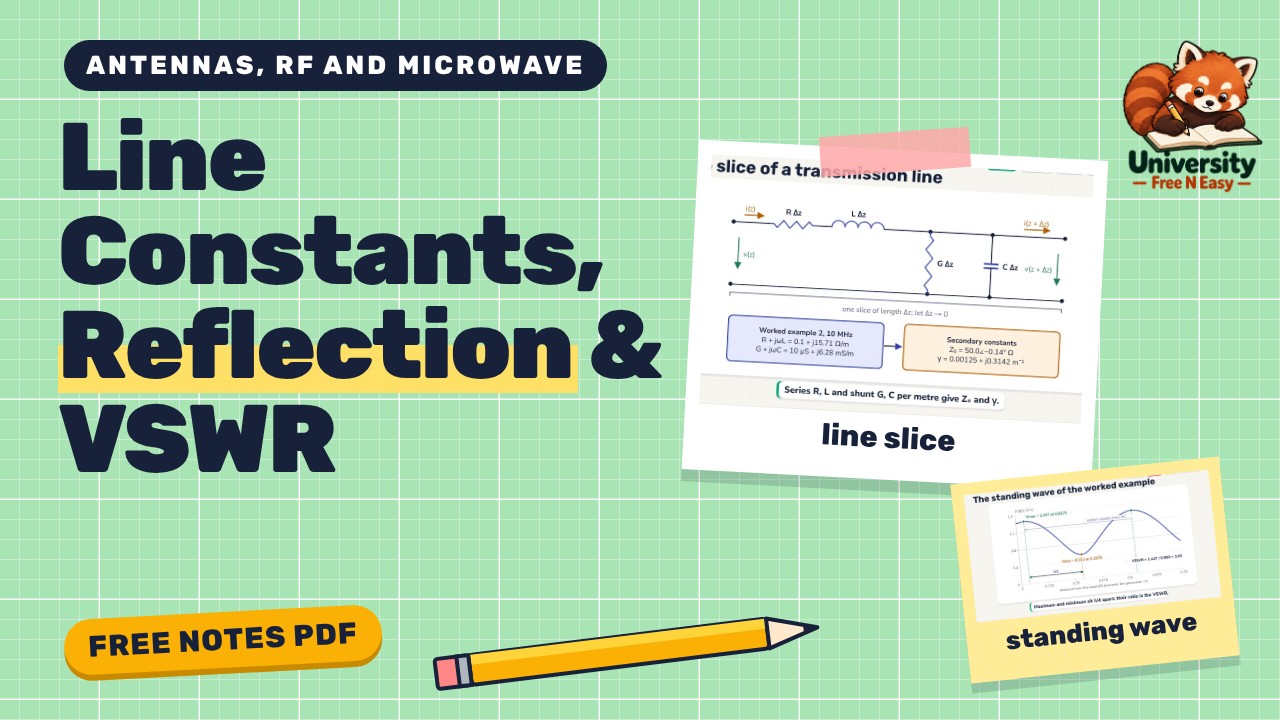 ANTENNAS, RF AND MICROWAVE
Line
Constants,
Reflection &
VSWR
FREE NOTES PDF
University
Free N Easy
slice of a transmission line
i(z)
R Δz
L Δz
i(z + Δz)
v(z)
G Δz
C Δz
v(z + Δz)
one slice of length Δz; let Δz → 0
Worked example 2, 10 MHz
R + jωL = 0.1 + j15.71 Ω/m
G + jωC = 10 µS + j6.28 mS/m
Secondary constants
Z₀ = 50.0∠−0.14° Ω
γ = 0.00125 + j0.3142 m⁻¹
Series R, L and shunt G, C per metre give Z₀ and γ.
line slice
The standing wave of the worked example
Maximum and minimum sit λ/4 apart; their ratio is the VSWR.
standing wave